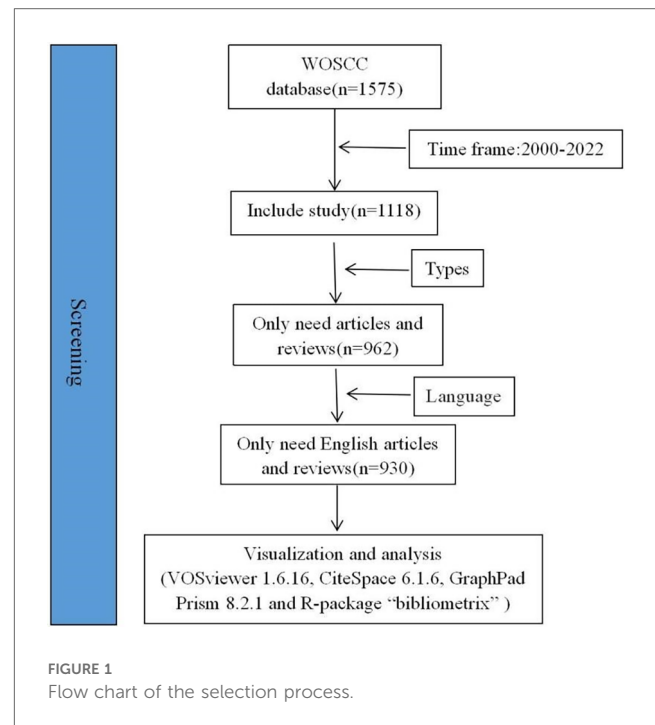 Screening
WOSCC
database(n=1575)
Time frame:2000-2022
Include study(n=1118)
Types
Only need articles and
reviews(n=962)
Language
Only need English articles
and reviews(n=930)
Visualization and analysis
(VOSviewer 1.6.16, CiteSpace 6.1.6, GraphPad
Prism 8.2.1 and R-package “bibliometrix” )
FIGURE 1
Flow chart of the selection process.